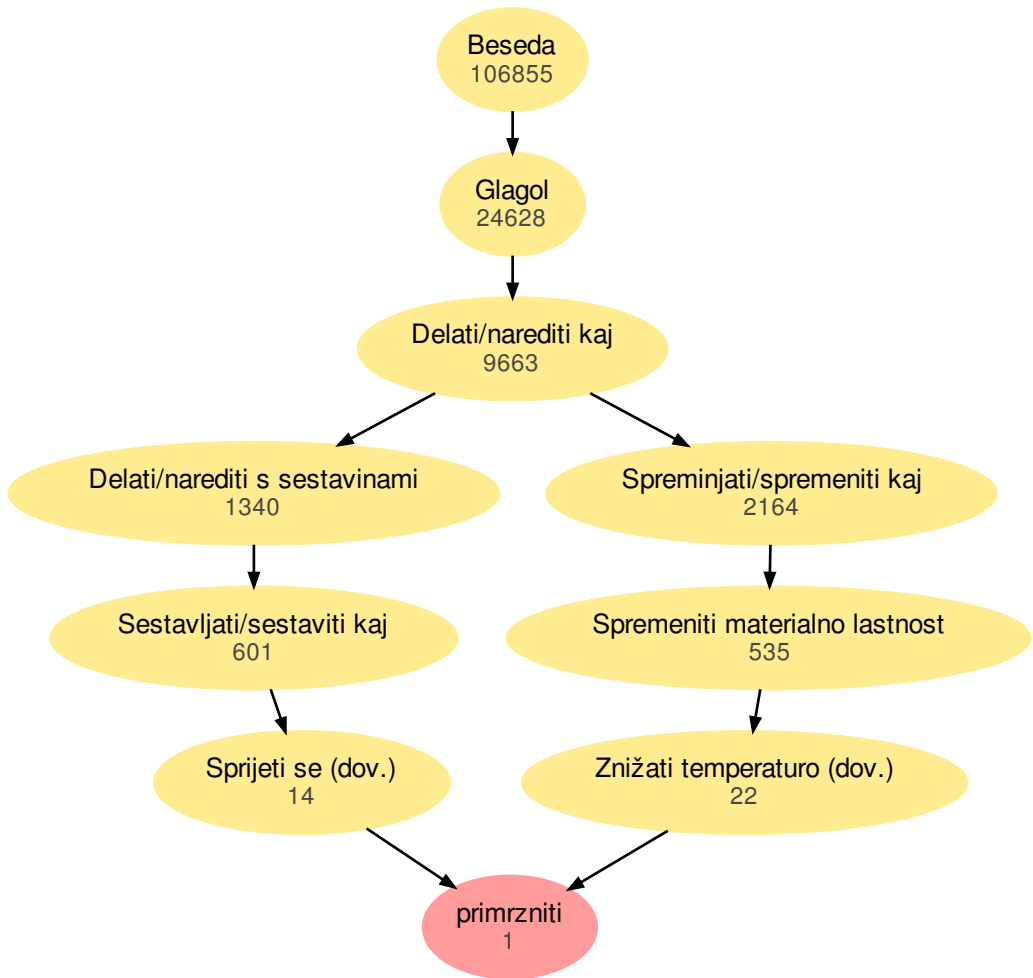 Beseda
106855
Glagol
24628
Delati/narediti kaj
9663
Delati/narediti s sestavinami
1340
Spreminjati/spremeniti kaj
2164
Sestavljati/sestaviti kaj
601
Spremeniti materialno lastnost
535
Sprijeti se (dov.)
14
Znižati temperaturo (dov.)
22
primrzniti
1